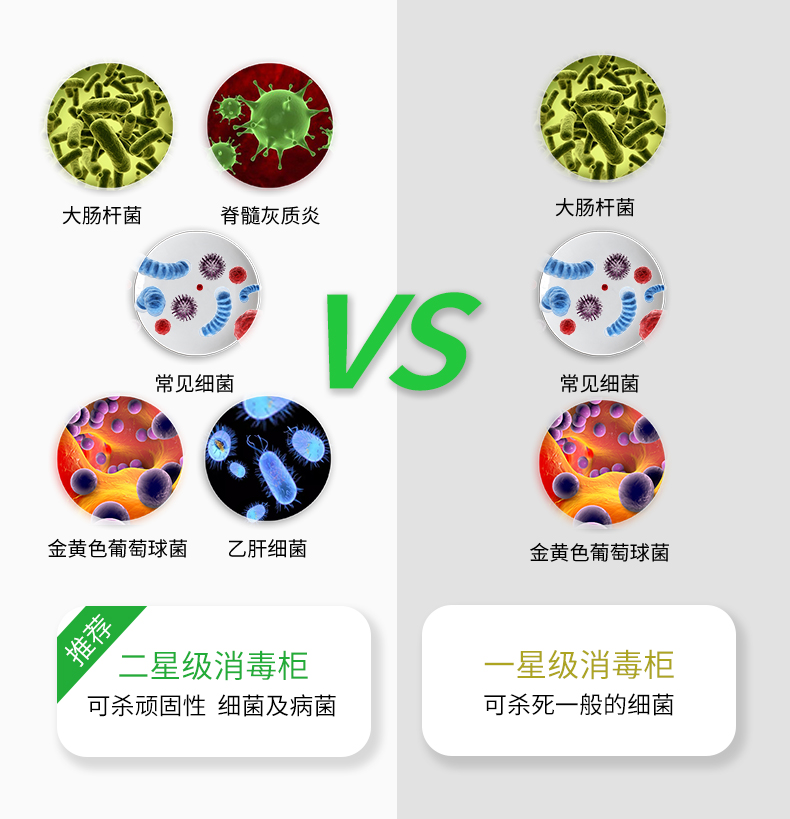 大肠杆菌
脊髓灰质炎
常见细菌
金黄色葡萄球菌
乙肝细菌
推荐
二星级消毒柜
可杀顽固性 细菌及病菌
VS
大肠杆菌
常见细菌
金黄色葡萄球菌
一星级消毒柜
可杀死一般的细菌